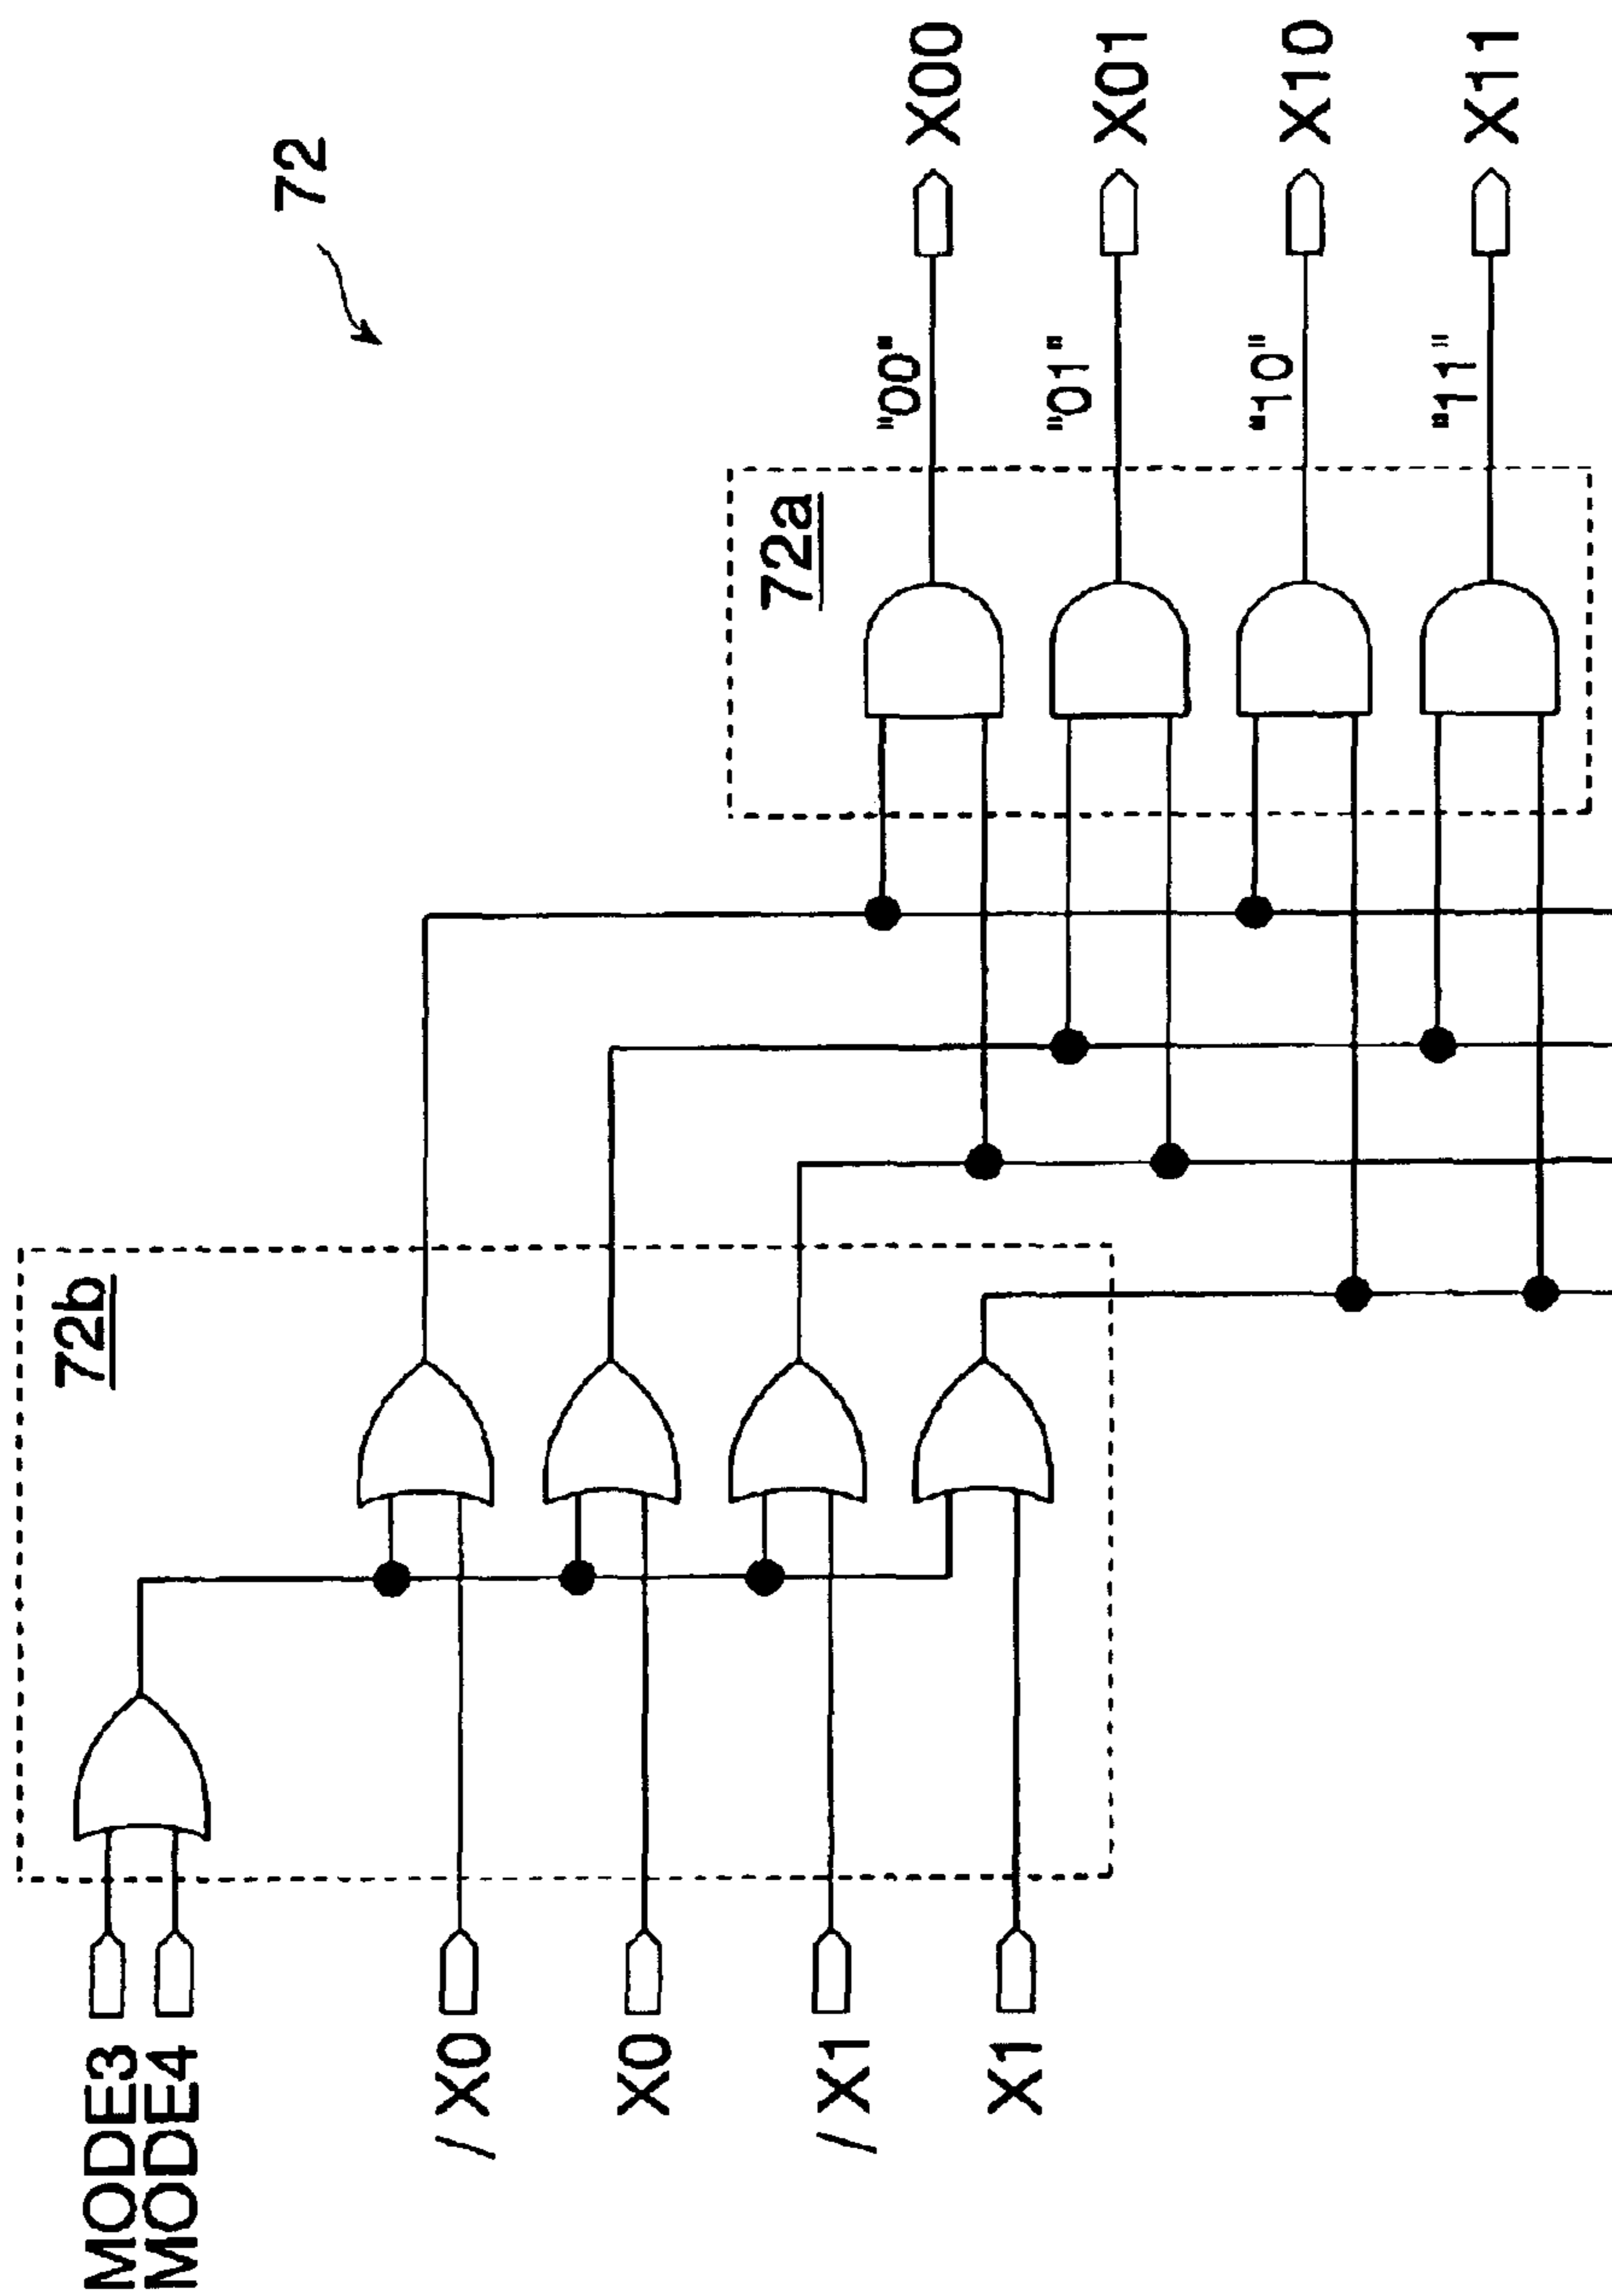 72
72b
72a
MODE3
MODE4
/X0
X0
/X1
X1
"00"
"01"
"10"
"11"
X00
X01
X10
X11